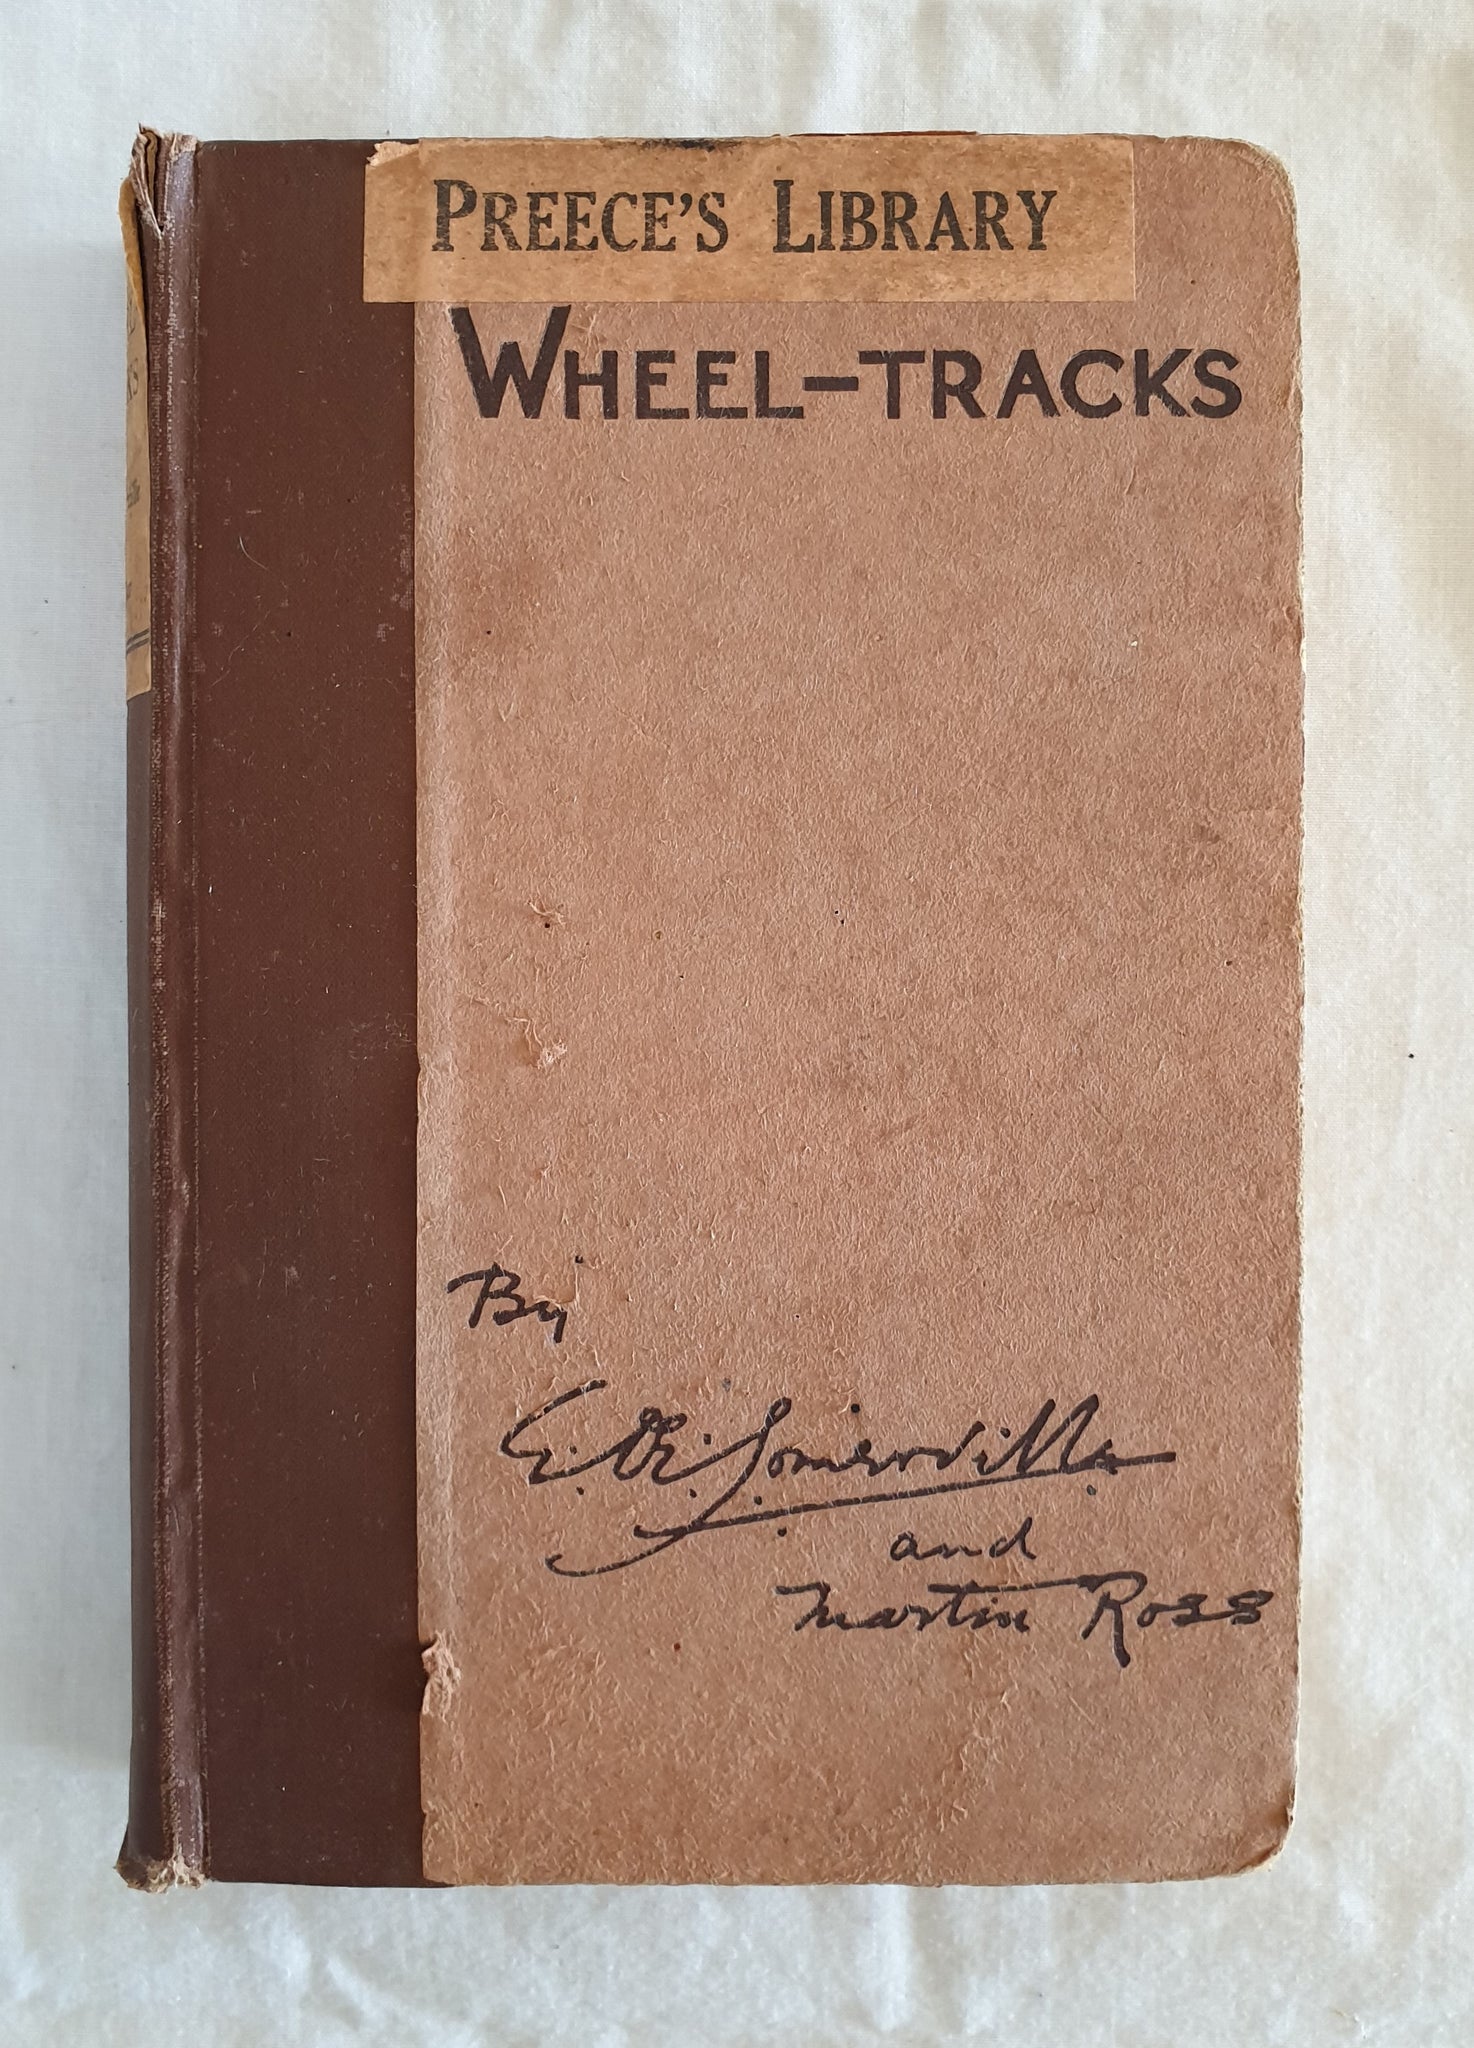 PREECE'S LIBRARY
WHEEL-TRACKS
By
E. Œ. Somerville.
and
Martin Ross